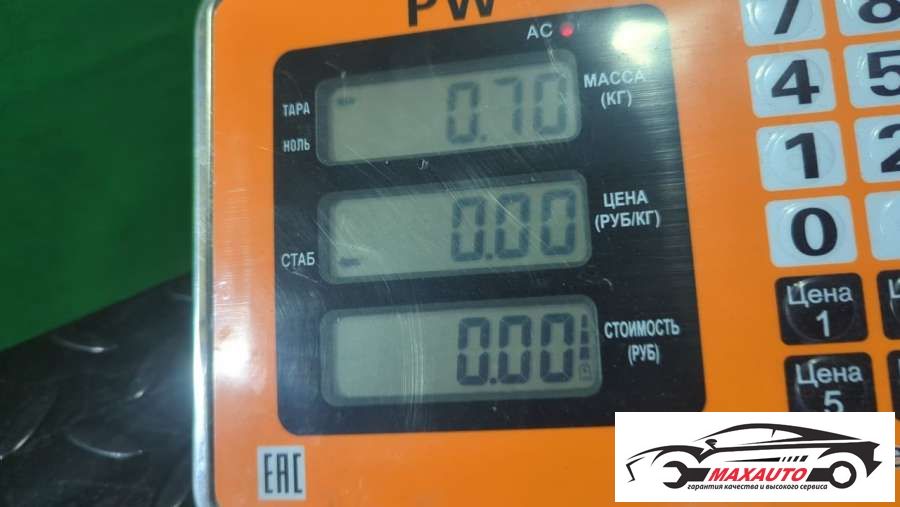 PW
AC
ТАРА
НОЛЬ
0.70
МАССА
(КГ)
СТАБ
0.00
ЦЕНА
(РУБ/КГ)
0.00
СТОИМОСТЬ
(РУБ)
7 8
4 5
1 2
0
Цена
1
Цена
5
EAC
MAXAUTO
гарантия качества и высокого сервиса